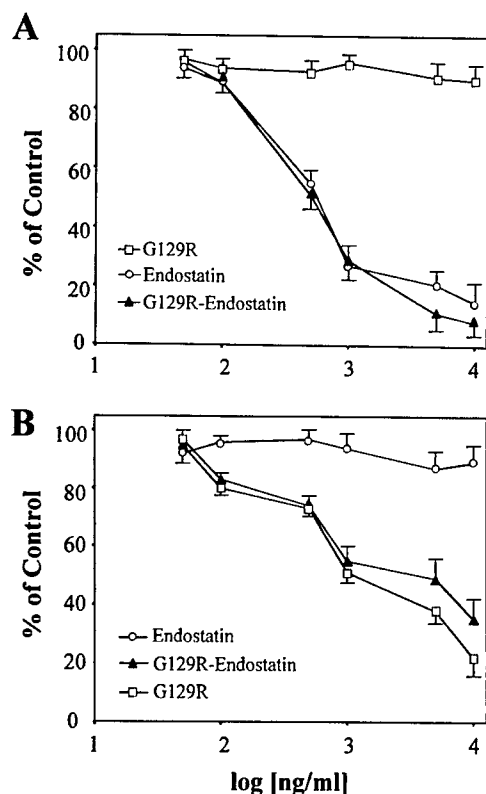 A
% of Control
100
80
60
40
20
0
G129R
Endostatin
G129R-Endostatin
1 2 3 4
B
% of Control
100
80
60
40
20
0
Endostatin
G129R-Endostatin
G129R
1 2 3 4
log [ng/ml]